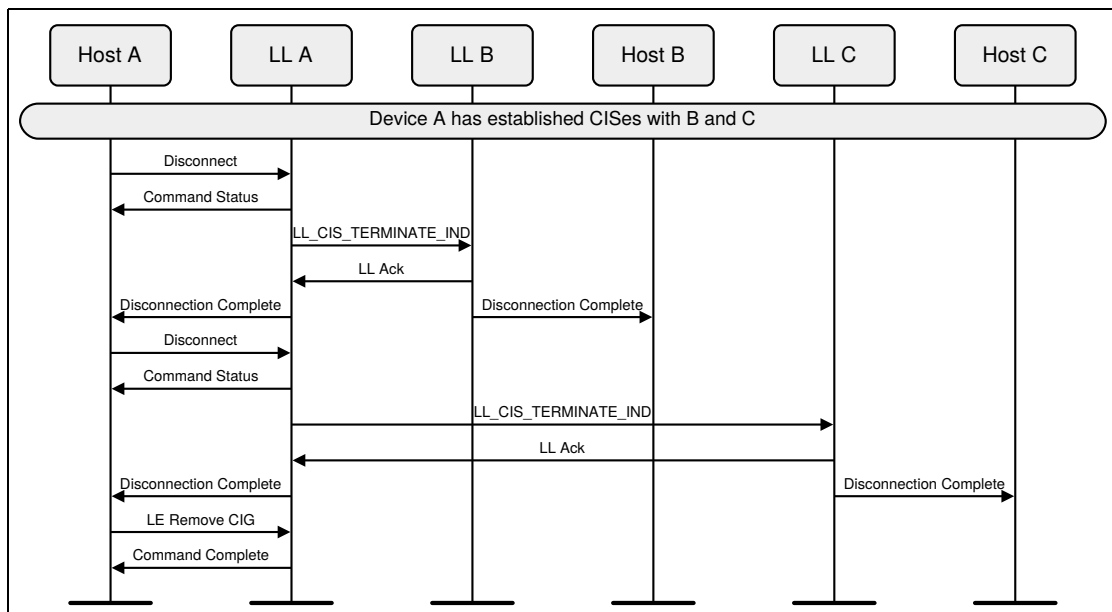 Host A
LL A
LL B
Host B
LL C
Host C
Device A has established CISes with B and C
Disconnect
Command Status
LL_CIS_TERMINATE_IND
LL Ack
Disconnection Complete
Disconnection Complete
Disconnect
Command Status
LL_CIS_TERMINATE_IND
LL Ack
Disconnection Complete
Disconnection Complete
LE Remove CIG
Command Complete